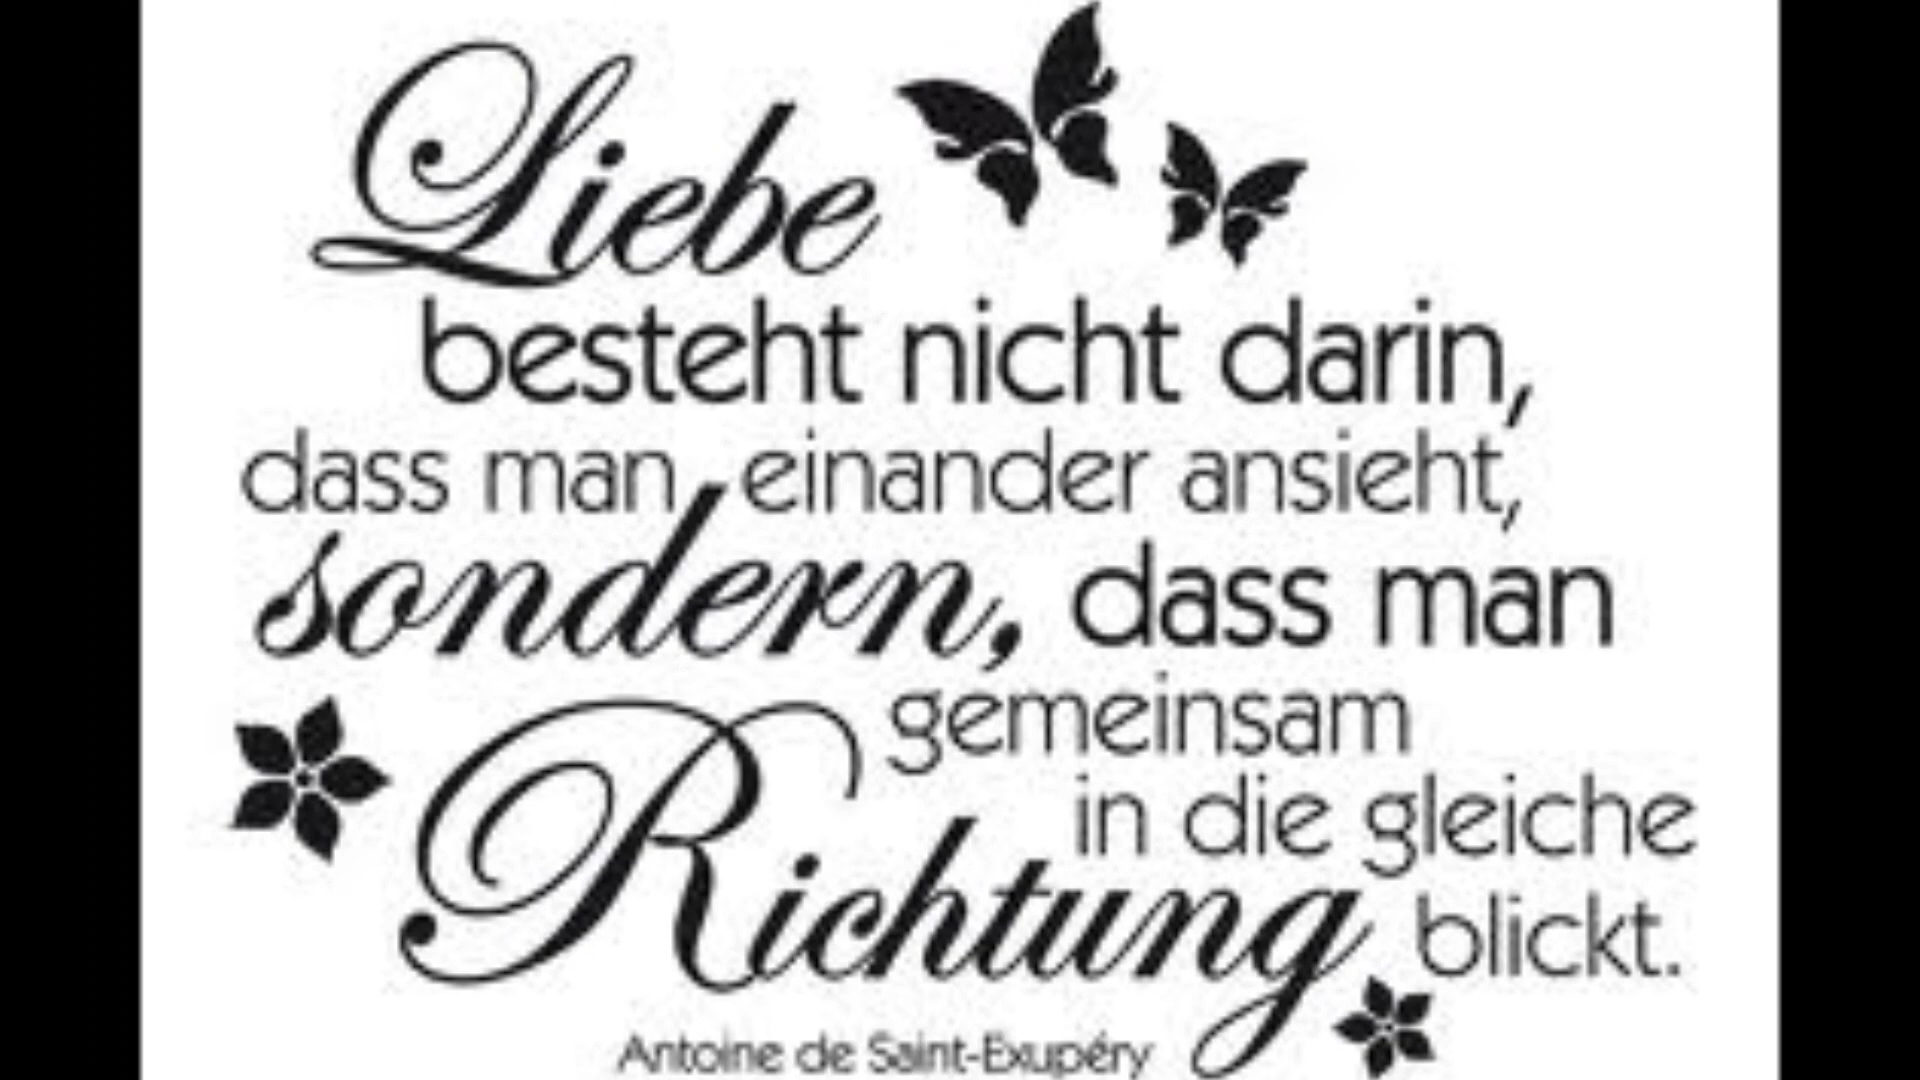 Liebe
besteht nicht darin,
dass man einander ansieht,
sondern, dass man
gemeinsam
in die gleiche
Richtung blickt.
Antoine de Saint-Exupéry